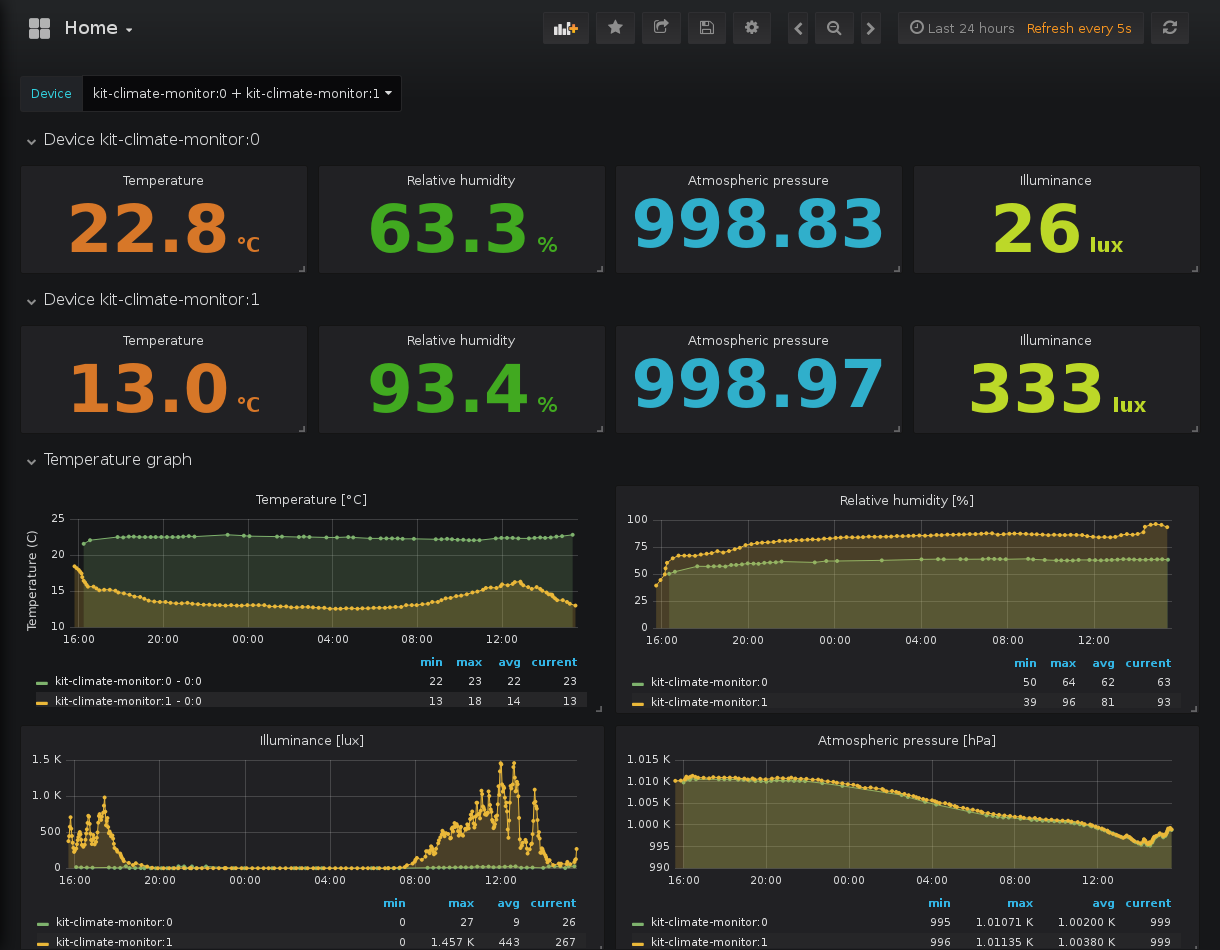 Home
Last 24 hours Refresh every 5s
Device kit-climate-monitor:0 + kit-climate-monitor:1
Device kit-climate-monitor:0
Temperature
22.8 °C
Relative humidity
63.3 %
Atmospheric pressure
998.83
Illuminance
26 lux
Device kit-climate-monitor:1
Temperature
13.0 °C
Relative humidity
93.4 %
Atmospheric pressure
998.97
Illuminance
333 lux
Temperature graph
Temperature [°C]
Temperature (C)
25
20
15
10
16:00 20:00 00:00 04:00 08:00 12:00
min max avg current
kit-climate-monitor:0 - 0:0 22 23 22 23
kit-climate-monitor:1 - 0:0 13 18 14 13
Relative humidity [%]
100
75
50
25
0
16:00 20:00 00:00 04:00 08:00 12:00
min max avg current
kit-climate-monitor:0 50 64 62 63
kit-climate-monitor:1 39 96 81 93
Illuminance [lux]
1.5 K
1.0 K
500
0
16:00 20:00 00:00 04:00 08:00 12:00
min max avg current
kit-climate-monitor:0 0 27 9 26
kit-climate-monitor:1 0 1.457 K 443 267
Atmospheric pressure [hPa]
1.015 K
1.010 K
1.005 K
1.000 K
995
990
16:00 20:00 00:00 04:00 08:00 12:00
min max avg current
kit-climate-monitor:0 995 1.01071 K 1.00200 K 999
kit-climate-monitor:1 996 1.01135 K 1.00380 K 999